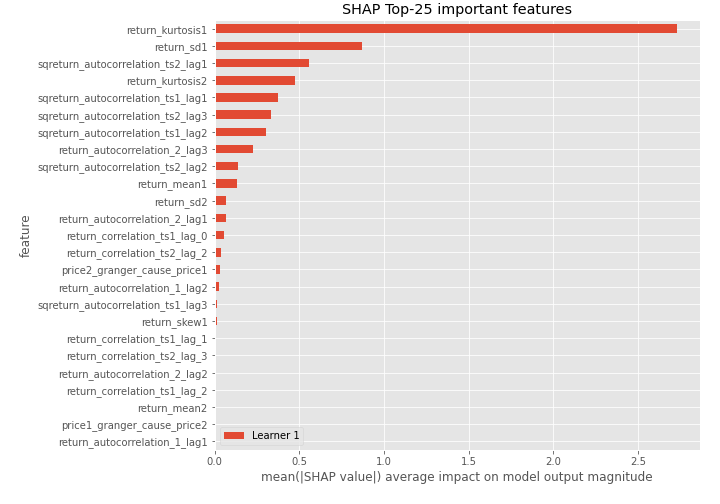 SHAP Top-25 important features
return_kurtosis1
return_sd1
sqreturn_autocorrelation_ts2_lag1
return_kurtosis2
sqreturn_autocorrelation_ts1_lag1
sqreturn_autocorrelation_ts2_lag3
sqreturn_autocorrelation_ts1_lag2
return_autocorrelation_2_lag3
sqreturn_autocorrelation_ts2_lag2
return_mean1
return_sd2
return_autocorrelation_2_lag1
return_correlation_ts1_lag_0
return_correlation_ts2_lag_2
price2_granger_cause_price1
return_autocorrelation_1_lag2
sqreturn_autocorrelation_ts1_lag3
return_skew1
return_correlation_ts1_lag_1
return_correlation_ts2_lag_3
return_autocorrelation_2_lag2
return_correlation_ts1_lag_2
return_mean2
price1_granger_cause_price2
return_autocorrelation_1_lag1
feature
Learner 1
0.0 0.5 1.0 1.5 2.0 2.5
mean(|SHAP value|) average impact on model output magnitude